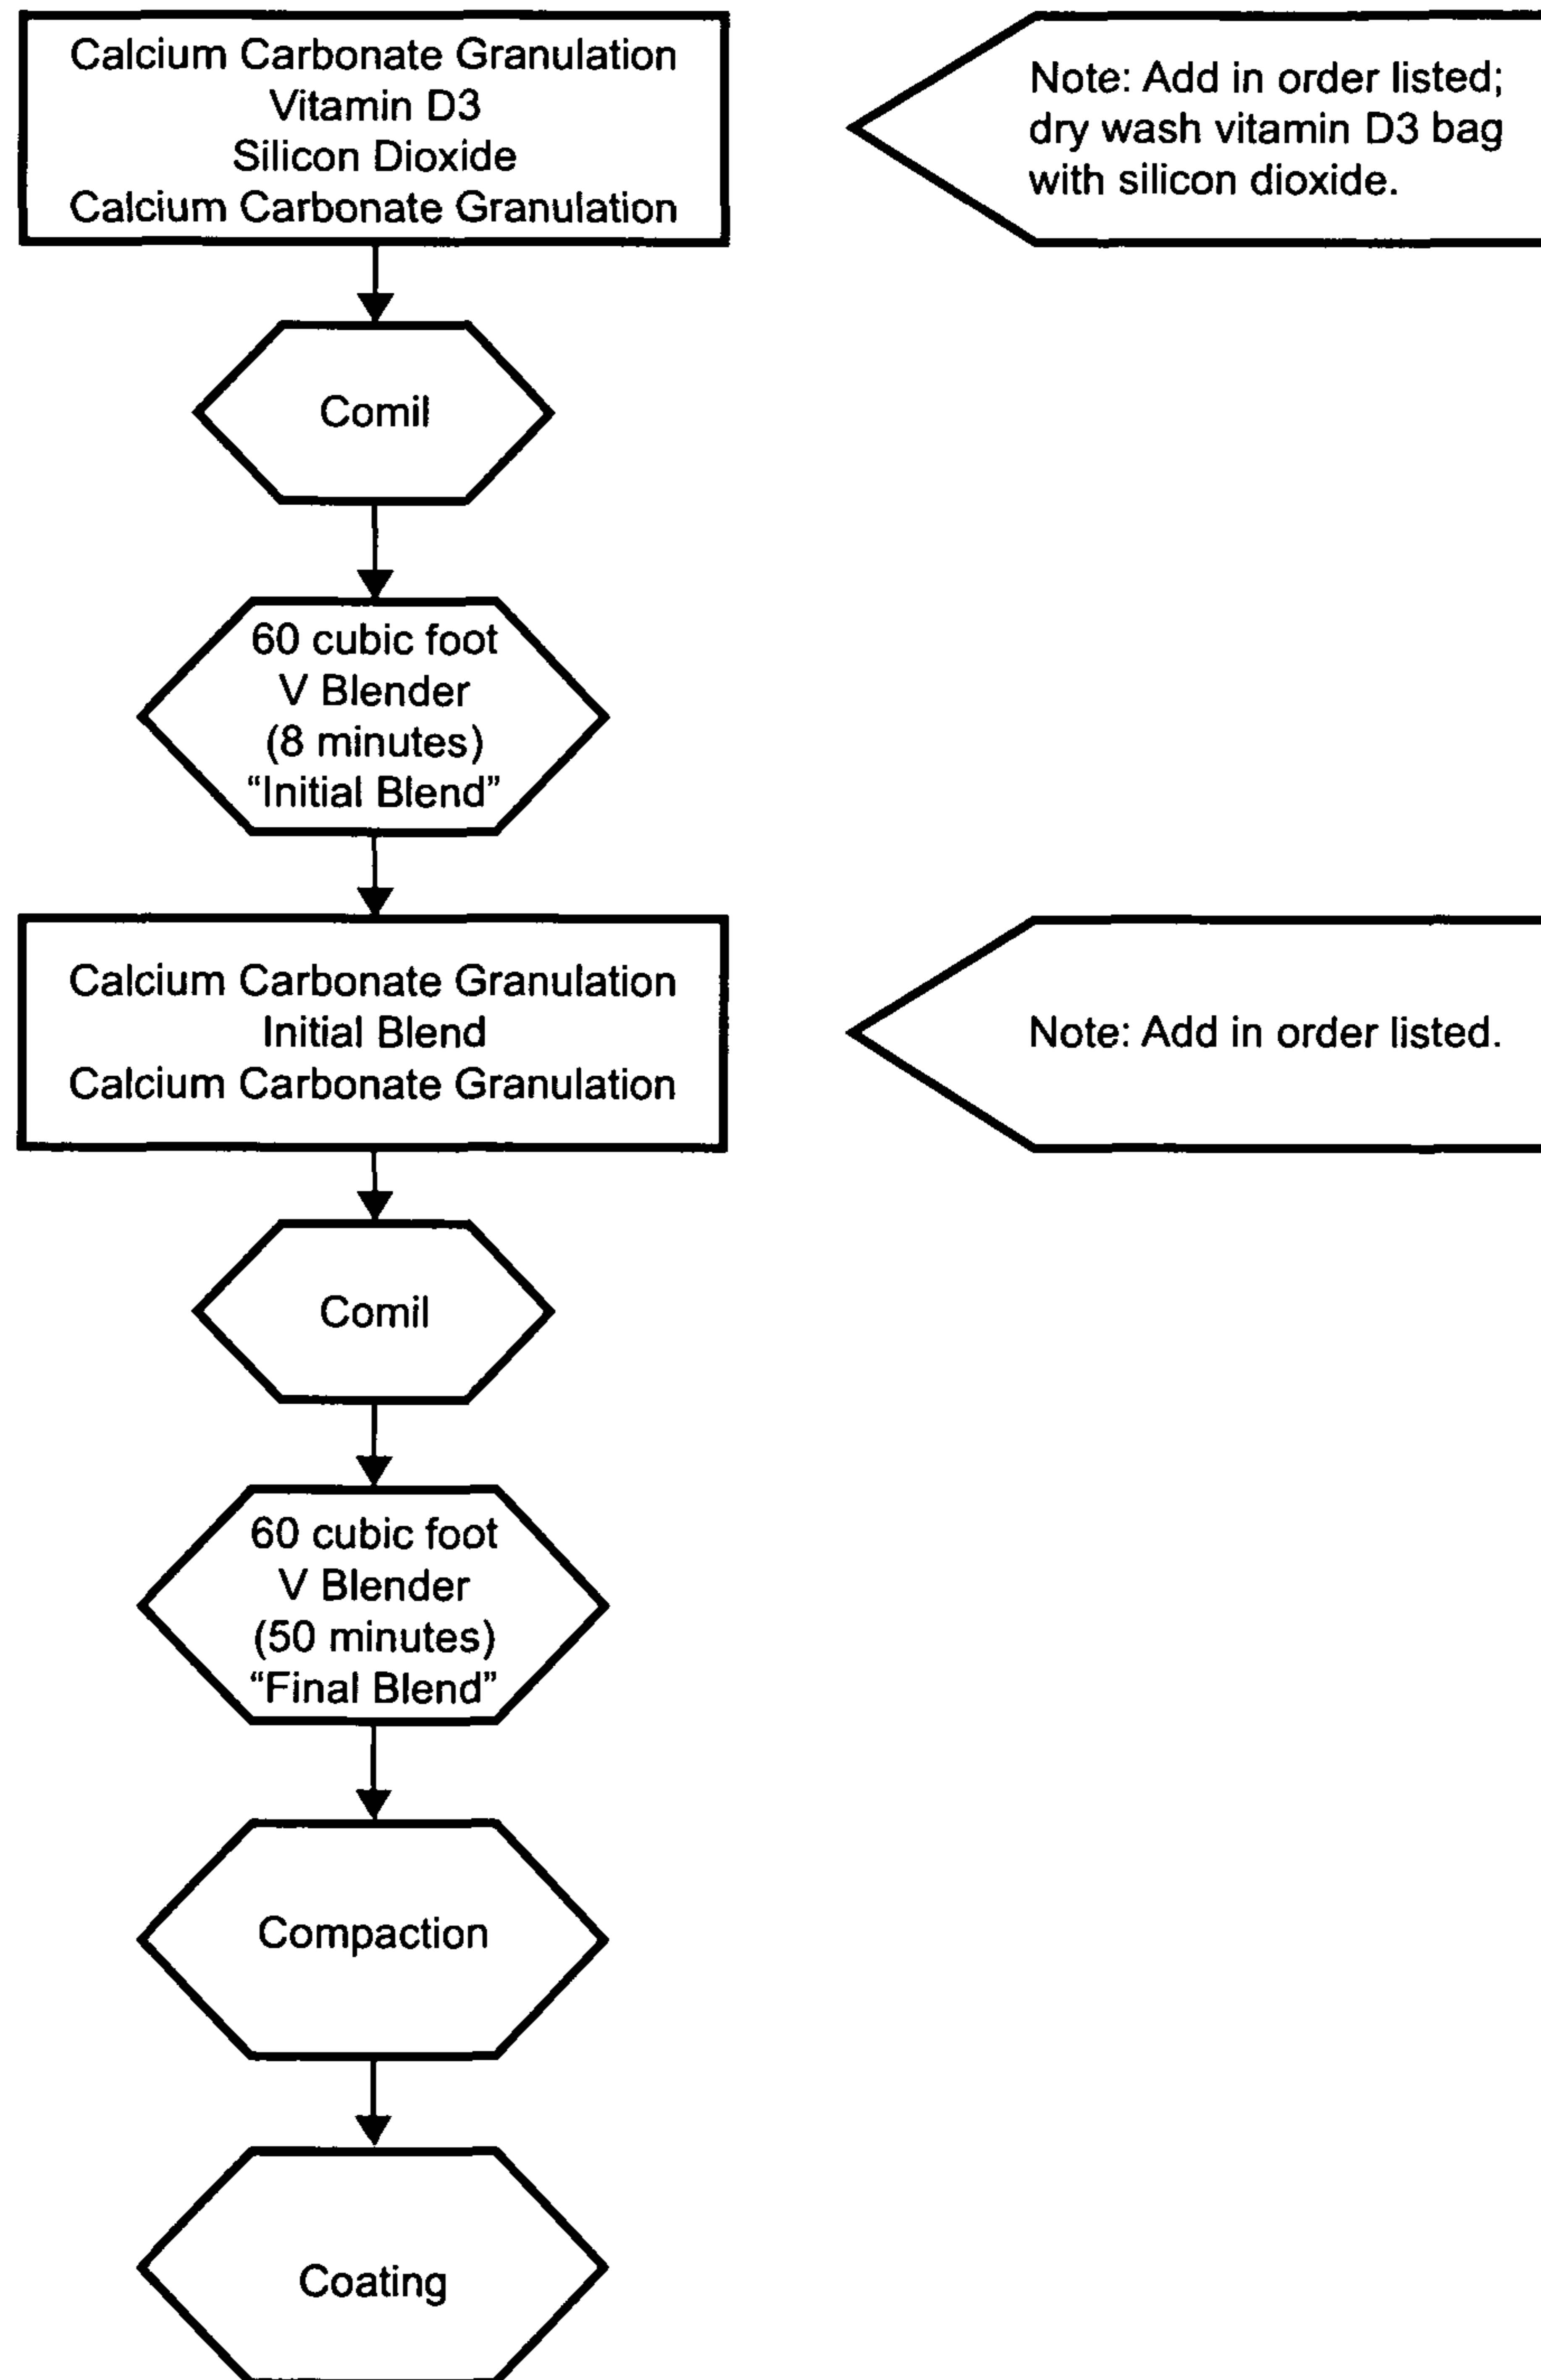 Calcium Carbonate Granulation
Vitamin D3
Silicon Dioxide
Calcium Carbonate Granulation
Note: Add in order listed;
dry wash vitamin D3 bag
with silicon dioxide.
Comil
60 cubic foot
V Blender
(8 minutes)
“Initial Blend”
Calcium Carbonate Granulation
Initial Blend
Calcium Carbonate Granulation
Note: Add in order listed.
Comil
60 cubic foot
V Blender
(50 minutes)
“Final Blend”
Compaction
Coating